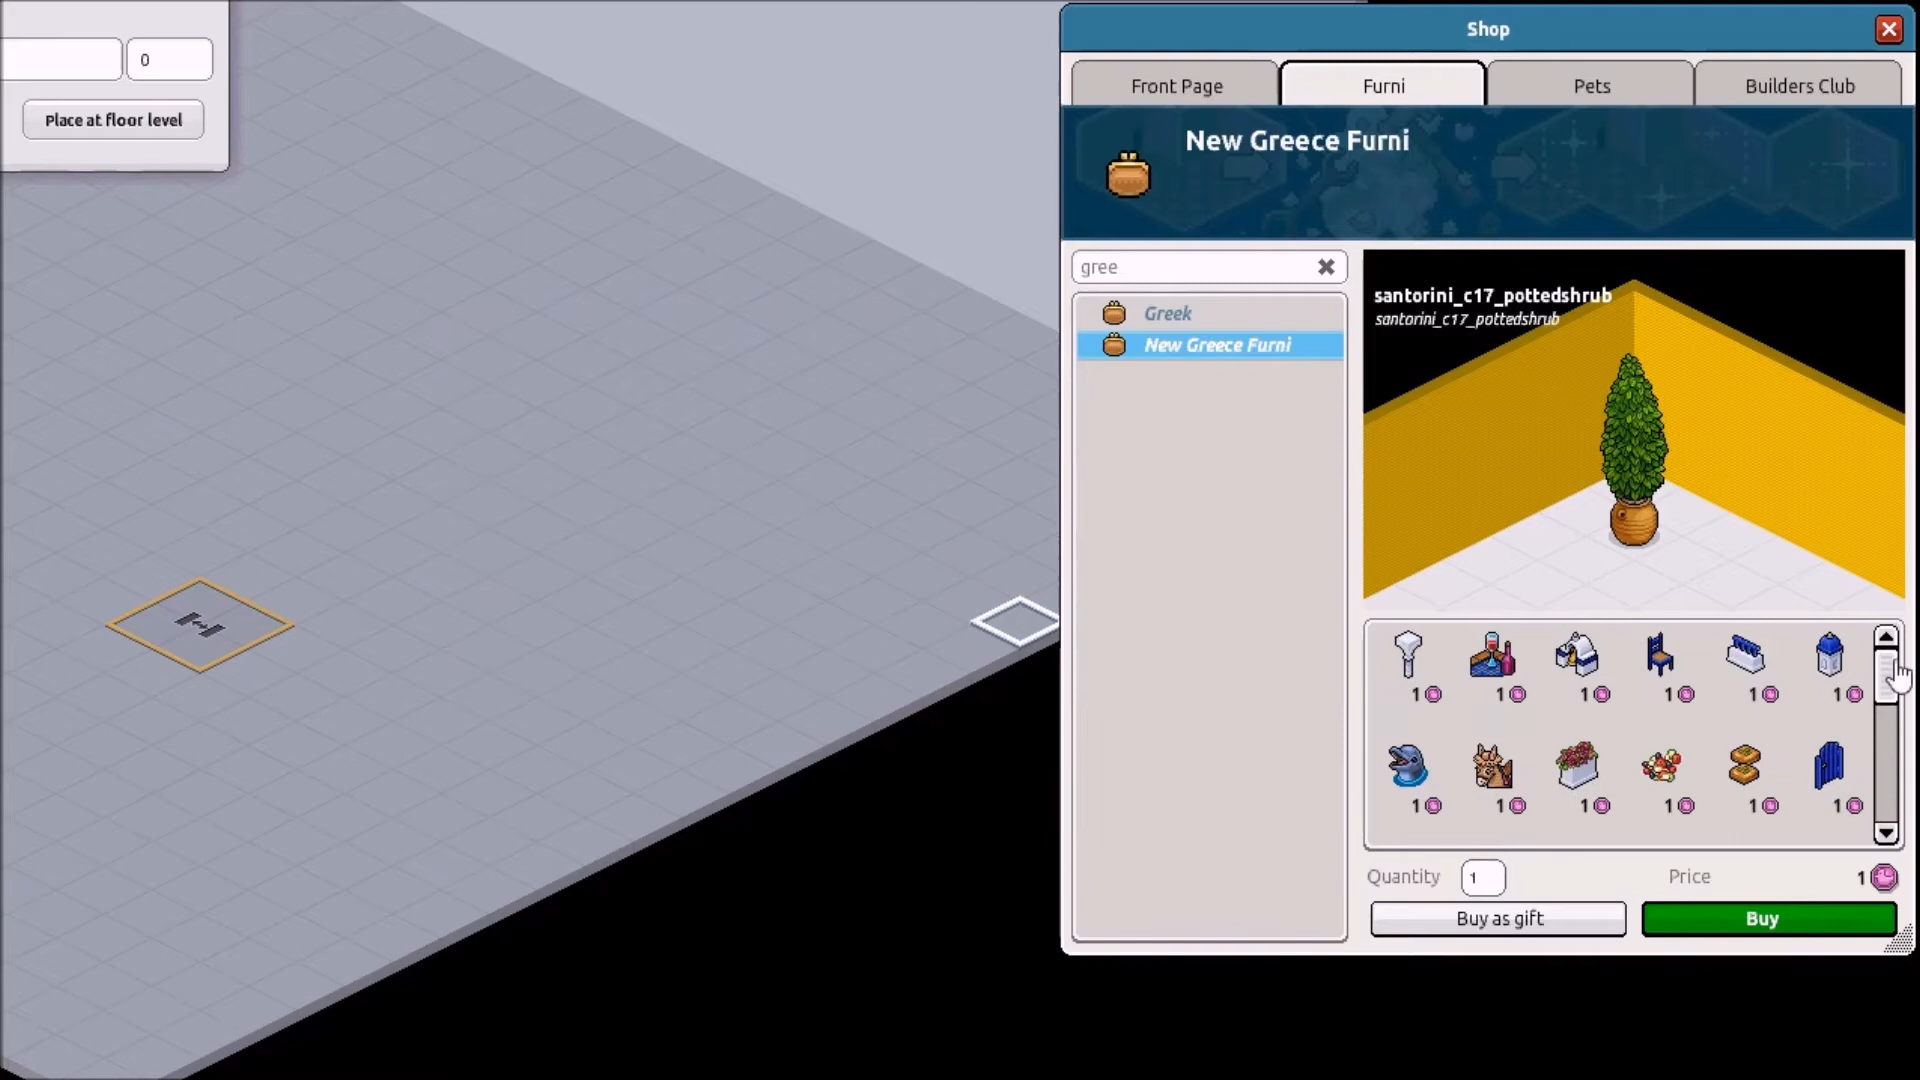 0
Place at floor level
Shop
Front Page
Furni
Pets
Builders Club
New Greece Furni
gree
Greek
New Greece Furni
santorini_c17_pottedshrub
santorini_c17_pottedshrub
1 1 1 1 1 1
1 1 1 1 1 1
Quantity 1 Price 1
Buy as gift
Buy